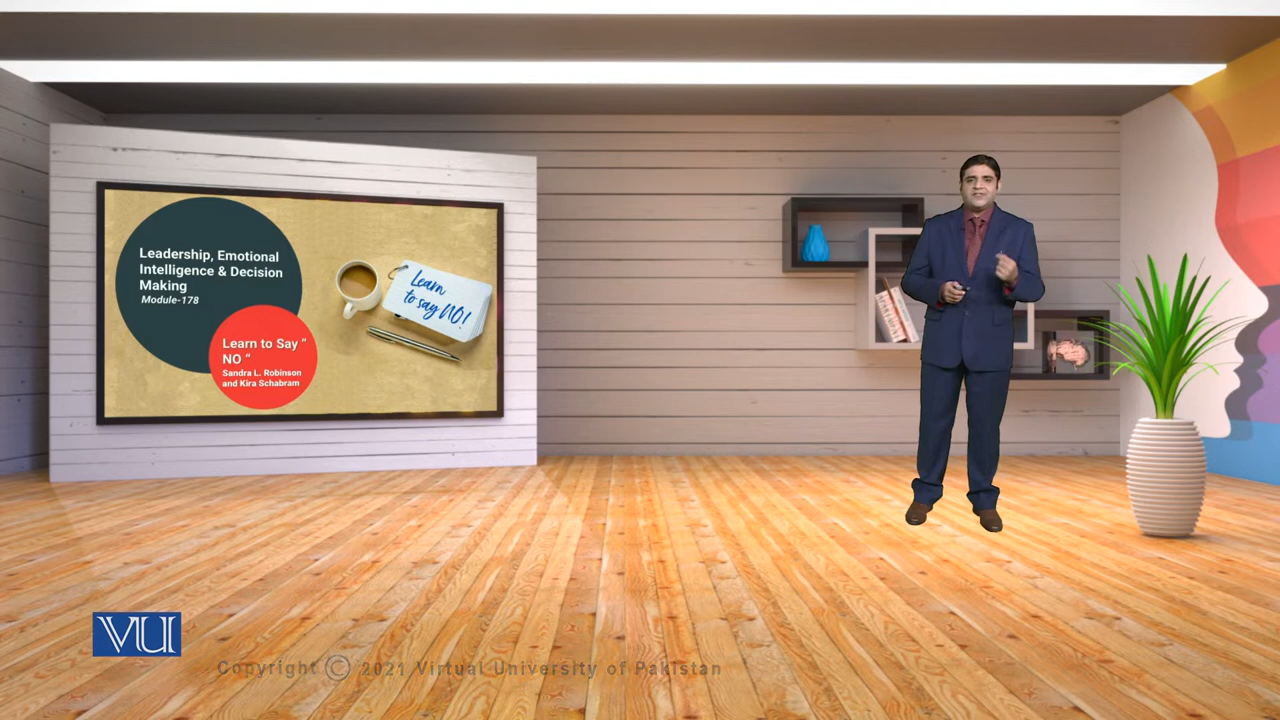 Leadership, Emotional
Intelligence & Decision
Making
Module-178
Learn to Say “
NO “
Sandra L. Robinson
and Kira Schabram
Learn
to say NO!
VU
Copyright © 2021 Virtual University of Pakistan